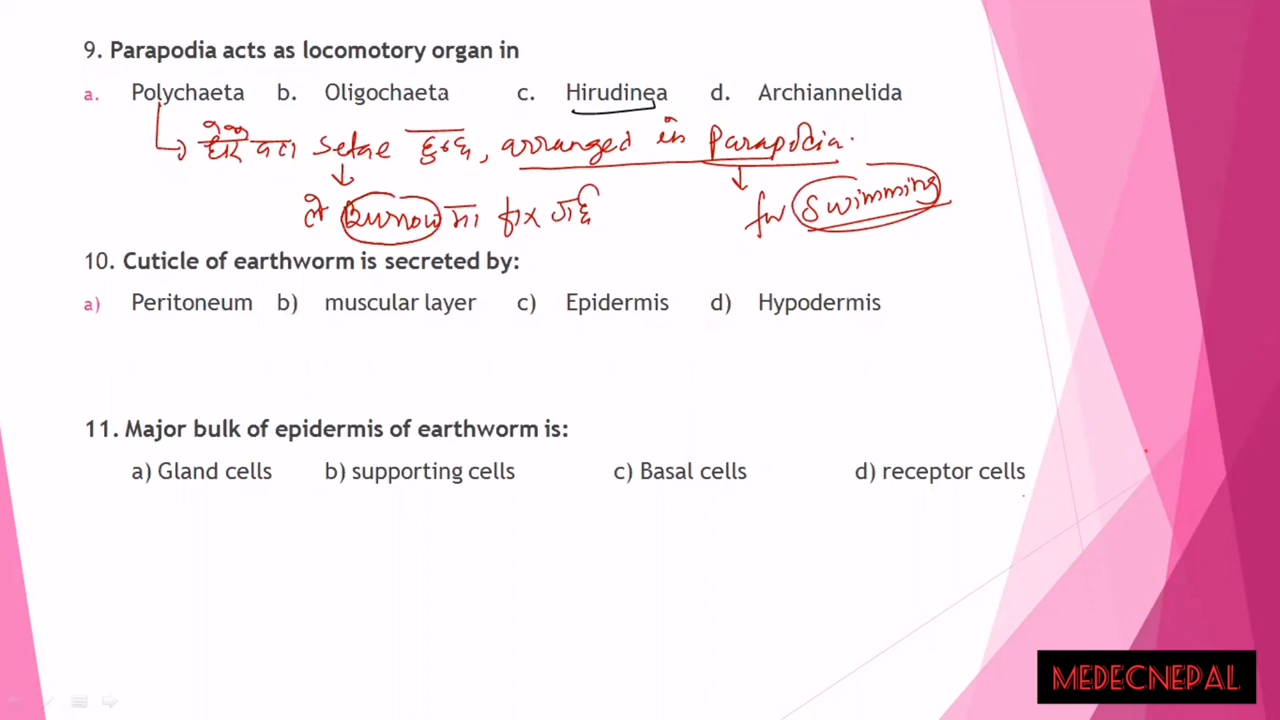 9. Parapodia acts as locomotory organ in
a. Polychaeta b. Oligochaeta c. Hirudinea d. Archiannelida
setae हुन्छ, arranged in Parapodia.
Burrow मा for Swimming
10. Cuticle of earthworm is secreted by:
a) Peritoneum b) muscular layer c) Epidermis d) Hypodermis
11. Major bulk of epidermis of earthworm is:
a) Gland cells b) supporting cells c) Basal cells d) receptor cells
MEDECNEPAL